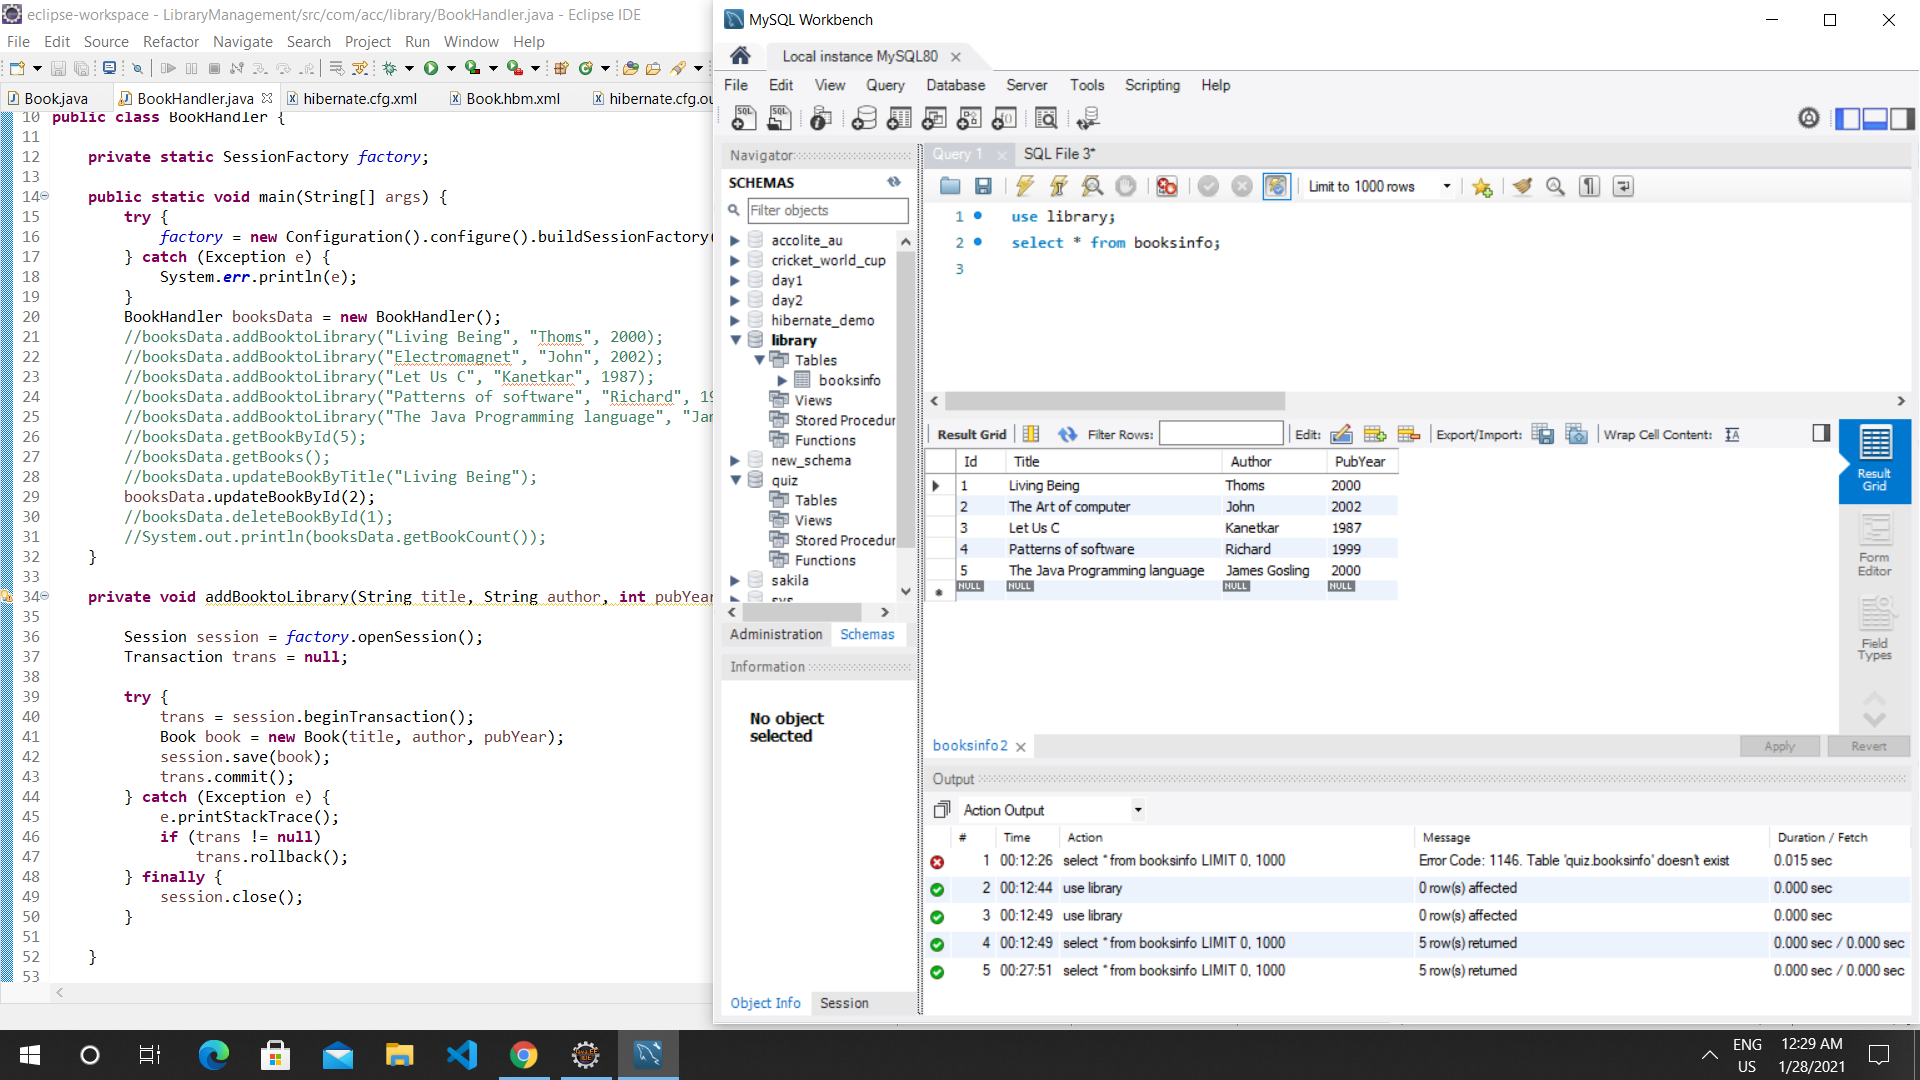 eclipse-workspace - LibraryManagement/src/com/acc/library/BookHandler.java - Eclipse IDE
File Edit Source Refactor Navigate Search Project Run Window Help
Book.java BookHandler.java hibernate.cfg.xml Book.hbm.xml hibernate.cfg.ou
10 public class BookHandler {
11
12 private static SessionFactory factory;
13
14 public static void main(String[] args) {
15 try {
16 factory = new Configuration().configure().buildSessionFactory(
17 } catch (Exception e) {
18 System.err.println(e);
19 }
20 BookHandler booksData = new BookHandler();
21 //booksData.addBooktoLibrary("Living Being", "Thoms", 2000);
22 //booksData.addBooktoLibrary("Electromagnet", "John", 2002);
23 //booksData.addBooktoLibrary("Let Us C", "Kanetkar", 1987);
24 //booksData.addBooktoLibrary("Patterns of software", "Richard", 19
25 //booksData.addBooktoLibrary("The Java Programming language", "Jam
26 //booksData.getBookById(5);
27 //booksData.getBooks();
28 //booksData.updateBookByTitle("Living Being");
29 booksData.updateBookById(2);
30 //booksData.deleteBookById(1);
31 //System.out.println(booksData.getBookCount());
32 }
33
34 private void addBooktoLibrary(String title, String author, int pubYear
35
36 Session session = factory.openSession();
37 Transaction trans = null;
38
39 try {
40 trans = session.beginTransaction();
41 Book book = new Book(title, author, pubYear);
42 session.save(book);
43 trans.commit();
44 } catch (Exception e) {
45 e.printStackTrace();
46 if (trans != null)
47 trans.rollback();
48 } finally {
49 session.close();
50 }
51
52 }
53
MySQL Workbench
Local instance MySQL80
File Edit View Query Database Server Tools Scripting Help
Navigator
SCHEMAS
Filter objects
accolite_au
cricket_world_cup
day1
day2
hibernate_demo
library
Tables
booksinfo
Views
Stored Procedur
Functions
new_schema
quiz
Tables
Views
Stored Procedur
Functions
sakila
sys
Administration Schemas
Information
No object
selected
Object Info Session
Query 1 SQL File 3*
Limit to 1000 rows
1 use library;
2 select * from booksinfo;
3
Result Grid Filter Rows: Edit: Export/Import: Wrap Cell Content:
Id Title Author PubYear
1 Living Being Thoms 2000
2 The Art of computer John 2002
3 Let Us C Kanetkar 1987
4 Patterns of software Richard 1999
5 The Java Programming language James Gosling 2000
NULL NULL NULL NULL
Result
Grid
Form
Editor
Field
Types
booksinfo 2 Apply Revert
Output
Action Output
# Time Action Message Duration / Fetch
1 00:12:26 select * from booksinfo LIMIT 0, 1000 Error Code: 1146. Table 'quiz.booksinfo' doesn't exist 0.015 sec
2 00:12:44 use library 0 row(s) affected 0.000 sec
3 00:12:49 use library 0 row(s) affected 0.000 sec
4 00:12:49 select * from booksinfo LIMIT 0, 1000 5 row(s) returned 0.000 sec / 0.000 sec
5 00:27:51 select * from booksinfo LIMIT 0, 1000 5 row(s) returned 0.000 sec / 0.000 sec
ENG
US
12:29 AM
1/28/2021